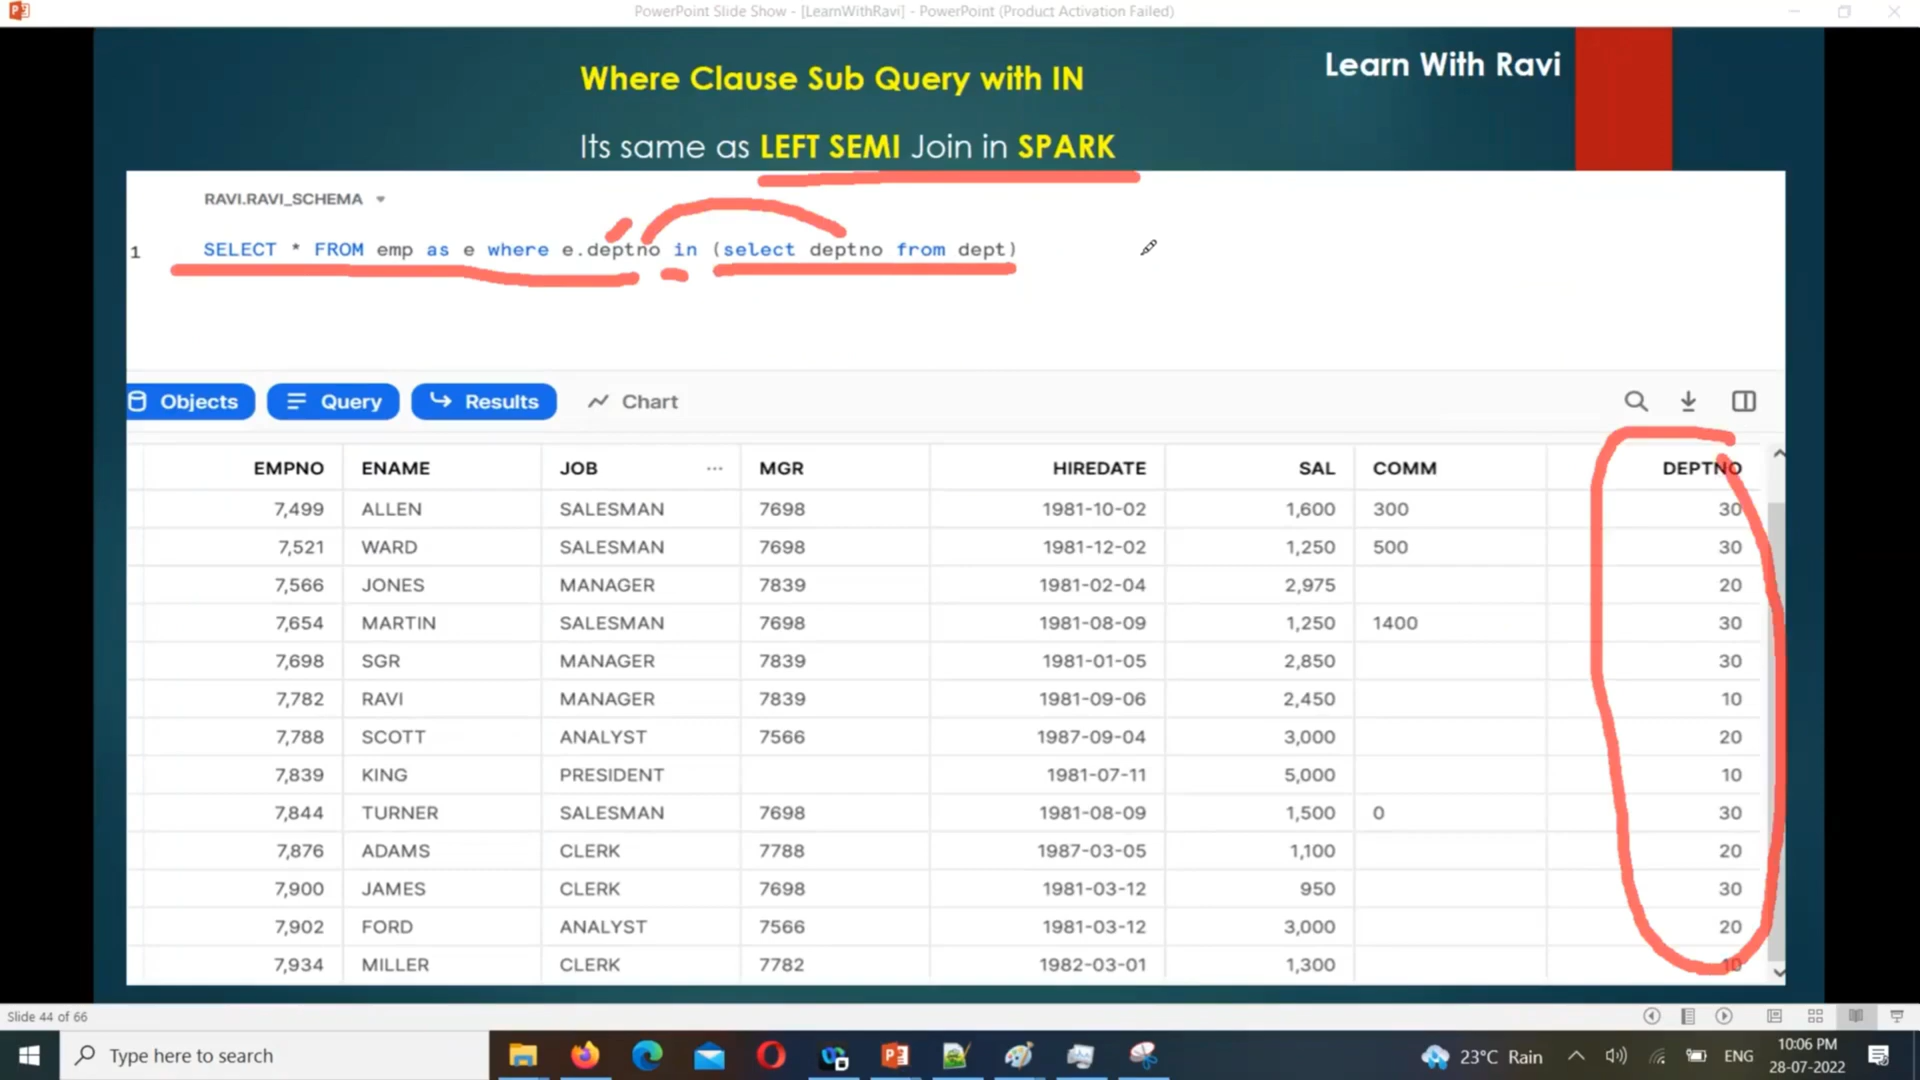 PowerPoint Slide Show - [LearnWithRavi] - PowerPoint (Product Activation Failed)
Where Clause Sub Query with IN
Learn With Ravi
Its same as LEFT SEMI Join in SPARK
RAVI.RAVI_SCHEMA
1 SELECT * FROM emp as e where e.deptno in (select deptno from dept)
Objects Query Results Chart
EMPNO ENAME JOB ... MGR HIREDATE SAL COMM DEPTNO
7,499 ALLEN SALESMAN 7698 1981-10-02 1,600 300 30
7,521 WARD SALESMAN 7698 1981-12-02 1,250 500 30
7,566 JONES MANAGER 7839 1981-02-04 2,975 20
7,654 MARTIN SALESMAN 7698 1981-08-09 1,250 1400 30
7,698 SGR MANAGER 7839 1981-01-05 2,850 30
7,782 RAVI MANAGER 7839 1981-09-06 2,450 10
7,788 SCOTT ANALYST 7566 1987-09-04 3,000 20
7,839 KING PRESIDENT 1981-07-11 5,000 10
7,844 TURNER SALESMAN 7698 1981-08-09 1,500 0 30
7,876 ADAMS CLERK 7788 1987-03-05 1,100 20
7,900 JAMES CLERK 7698 1981-03-12 950 30
7,902 FORD ANALYST 7566 1981-03-12 3,000 20
7,934 MILLER CLERK 7782 1982-03-01 1,300 10
Slide 44 of 66
Type here to search
23°C Rain
ENG
10:06 PM
28-07-2022